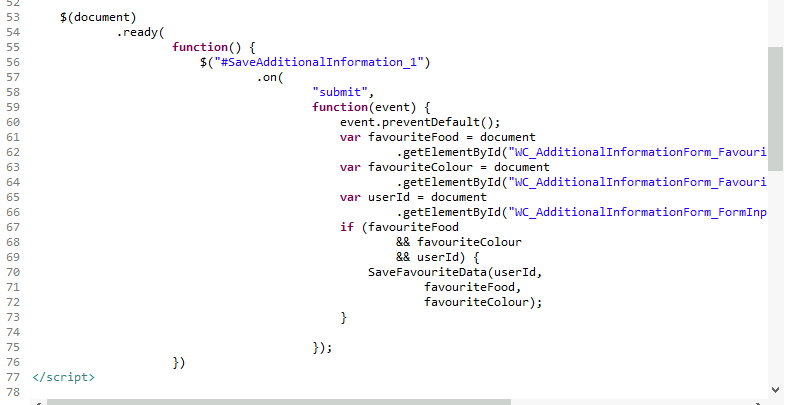 52
53 $(document)
54 .ready(
55 function() {
56 $("#SaveAdditionalInformation_1")
57 .on(
58 "submit",
59 function(event) {
60 event.preventDefault();
61 var favouriteFood = document
62 .getElementById("WC_AdditionalInformationForm_Favouri
63 var favouriteColour = document
64 .getElementById("WC_AdditionalInformationForm_Favouri
65 var userId = document
66 .getElementById("WC_AdditionalInformationForm_FormInp
67 if (favouriteFood
68 && favouriteColour
69 && userId) {
70 SaveFavouriteData(userId,
71 favouriteFood,
72 favouriteColour);
73 }
74
75 });
76 })
77 </script>
78